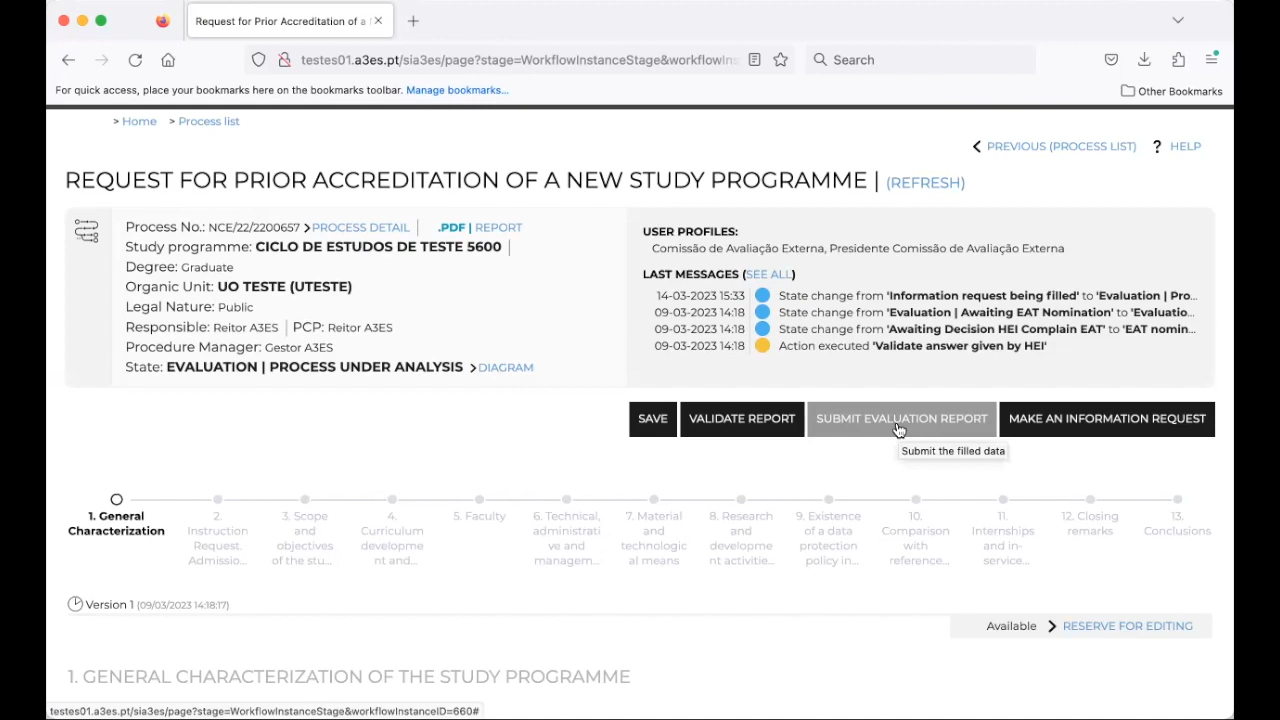 Request for Prior Accreditation of a
testes01.a3es.pt/sia3es/page?stage=WorkflowInstanceStage&workflowIns
Search
For quick access, place your bookmarks here on the bookmarks toolbar. Manage bookmarks...
Other Bookmarks
> Home > Process list
PREVIOUS (PROCESS LIST) ? HELP
REQUEST FOR PRIOR ACCREDITATION OF A NEW STUDY PROGRAMME | (REFRESH)
Process No.: NCE/22/2200657 >PROCESS DETAIL | .PDF | REPORT
Study programme: CICLO DE ESTUDOS DE TESTE 5600 |
Degree: Graduate
Organic Unit: UO TESTE (UTESTE)
Legal Nature: Public
Responsible: Reitor A3ES | PCP: Reitor A3ES
Procedure Manager: Gestor A3ES
State: EVALUATION | PROCESS UNDER ANALYSIS >DIAGRAM
USER PROFILES:
Comissão de Avaliação Externa, Presidente Comissão de Avaliação Externa
LAST MESSAGES (SEE ALL)
14-03-2023 15:33 State change from 'Information request being filled' to 'Evaluation | Pro...
09-03-2023 14:18 State change from 'Evaluation | Awaiting EAT Nomination' to 'Evaluatio...
09-03-2023 14:18 State change from 'Awaiting Decision HEI Complain EAT' to 'EAT nomin...
09-03-2023 14:18 Action executed 'Validate answer given by HEI'
SAVE VALIDATE REPORT SUBMIT EVALUATION REPORT MAKE AN INFORMATION REQUEST
Submit the filled data
1. General
Characterization
2.
Instruction
Request.
Admissio...
3. Scope
and
objectives
of the stu...
4.
Curriculum
developme
nt and...
5. Faculty
6. Technical,
administrati
ve and
managem...
7. Material
and
technologic
al means
8. Research
and
developme
nt activitie...
9. Existence
of a data
protection
policy in...
10.
Comparison
with
reference...
11.
Internships
and in-
service...
12. Closing
remarks
13.
Conclusions
Version 1 (09/03/2023 14:18:17)
Available > RESERVE FOR EDITING
1. GENERAL CHARACTERIZATION OF THE STUDY PROGRAMME
testes01.a3es.pt/sia3es/page?stage=WorkflowInstanceStage&workflowInstanceID=660#